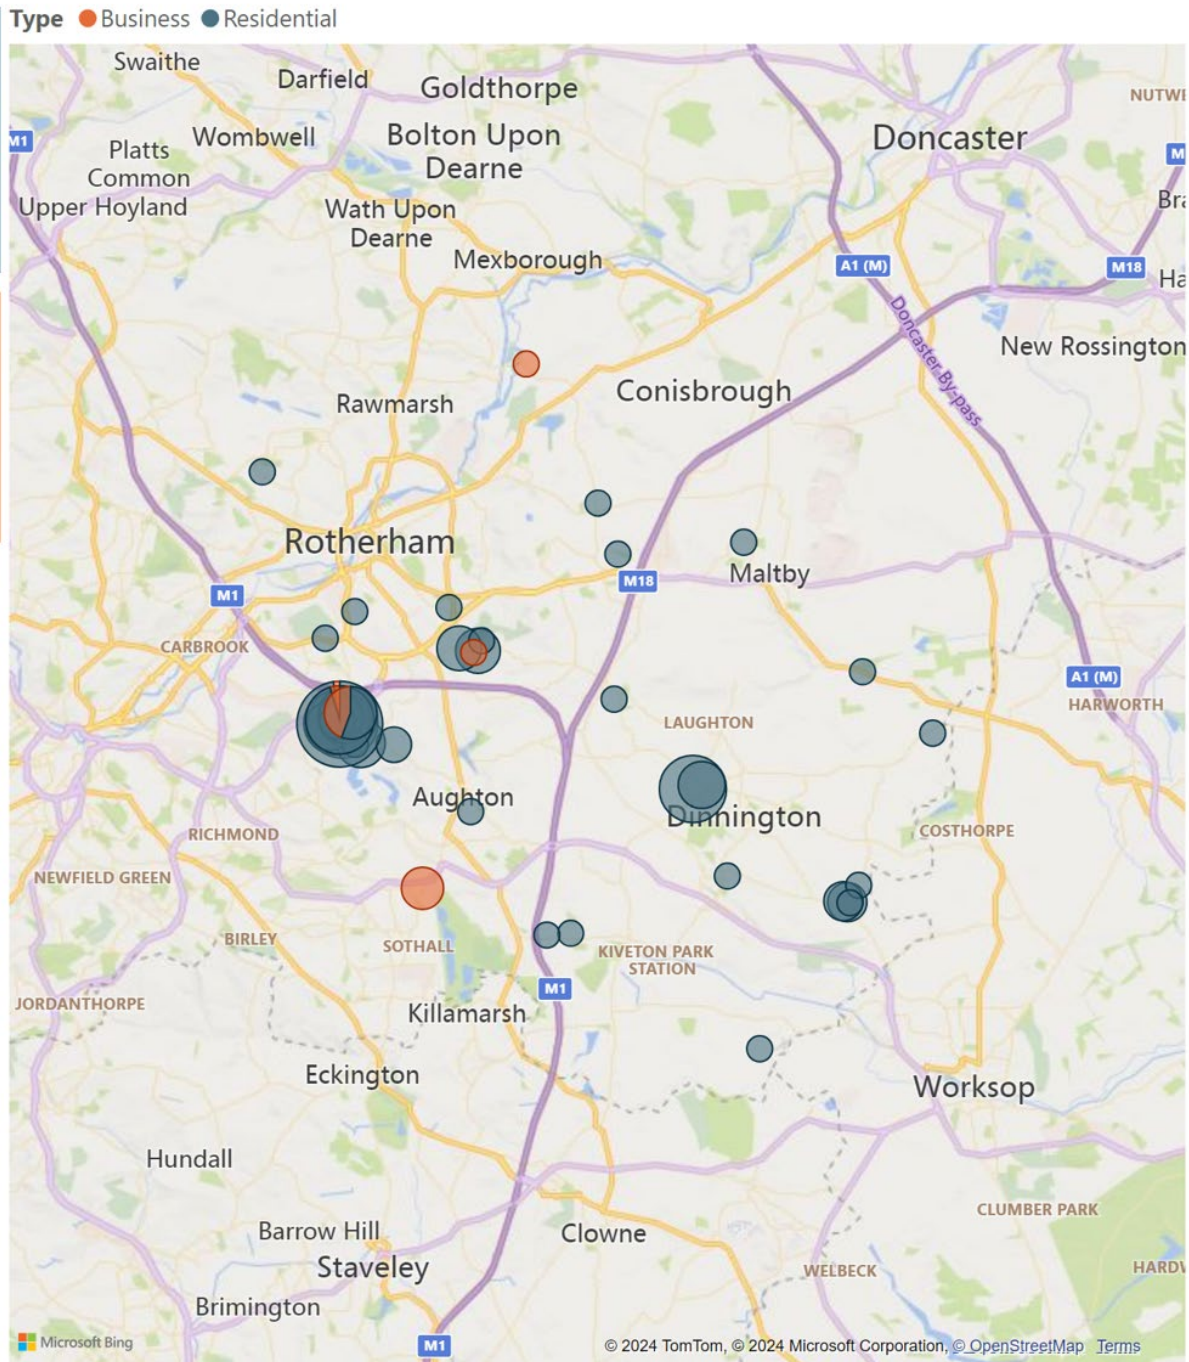 Type Business Residential
Swaithe
Darfield
Goldthorpe
NUTWE
M1
Platts
Common
Wombwell
Bolton Upon
Dearne
Doncaster
M
Upper Hoyland
Wath Upon
Dearne
Bra
Mexborough
A1 (M)
M18
Ha
Doncaster By-pass
New Rossington
Rawmarsh
Conisbrough
Rotherham
M18
Maltby
M1
CARBROOK
A1 (M)
HARWORTH
LAUGHTON
Aughton
Dinnington
RICHMOND
COSTHORPE
NEWFIELD GREEN
BIRLEY
SOTHALL
KIVETON PARK
STATION
M1
JORDANTHORPE
Killamarsh
Eckington
Worksop
Hundall
CLUMBER PARK
Barrow Hill
Clowne
Staveley
WELBECK
HARDW
Brimington
Microsoft Bing
M1
© 2024 TomTom, © 2024 Microsoft Corporation, © OpenStreetMap Terms